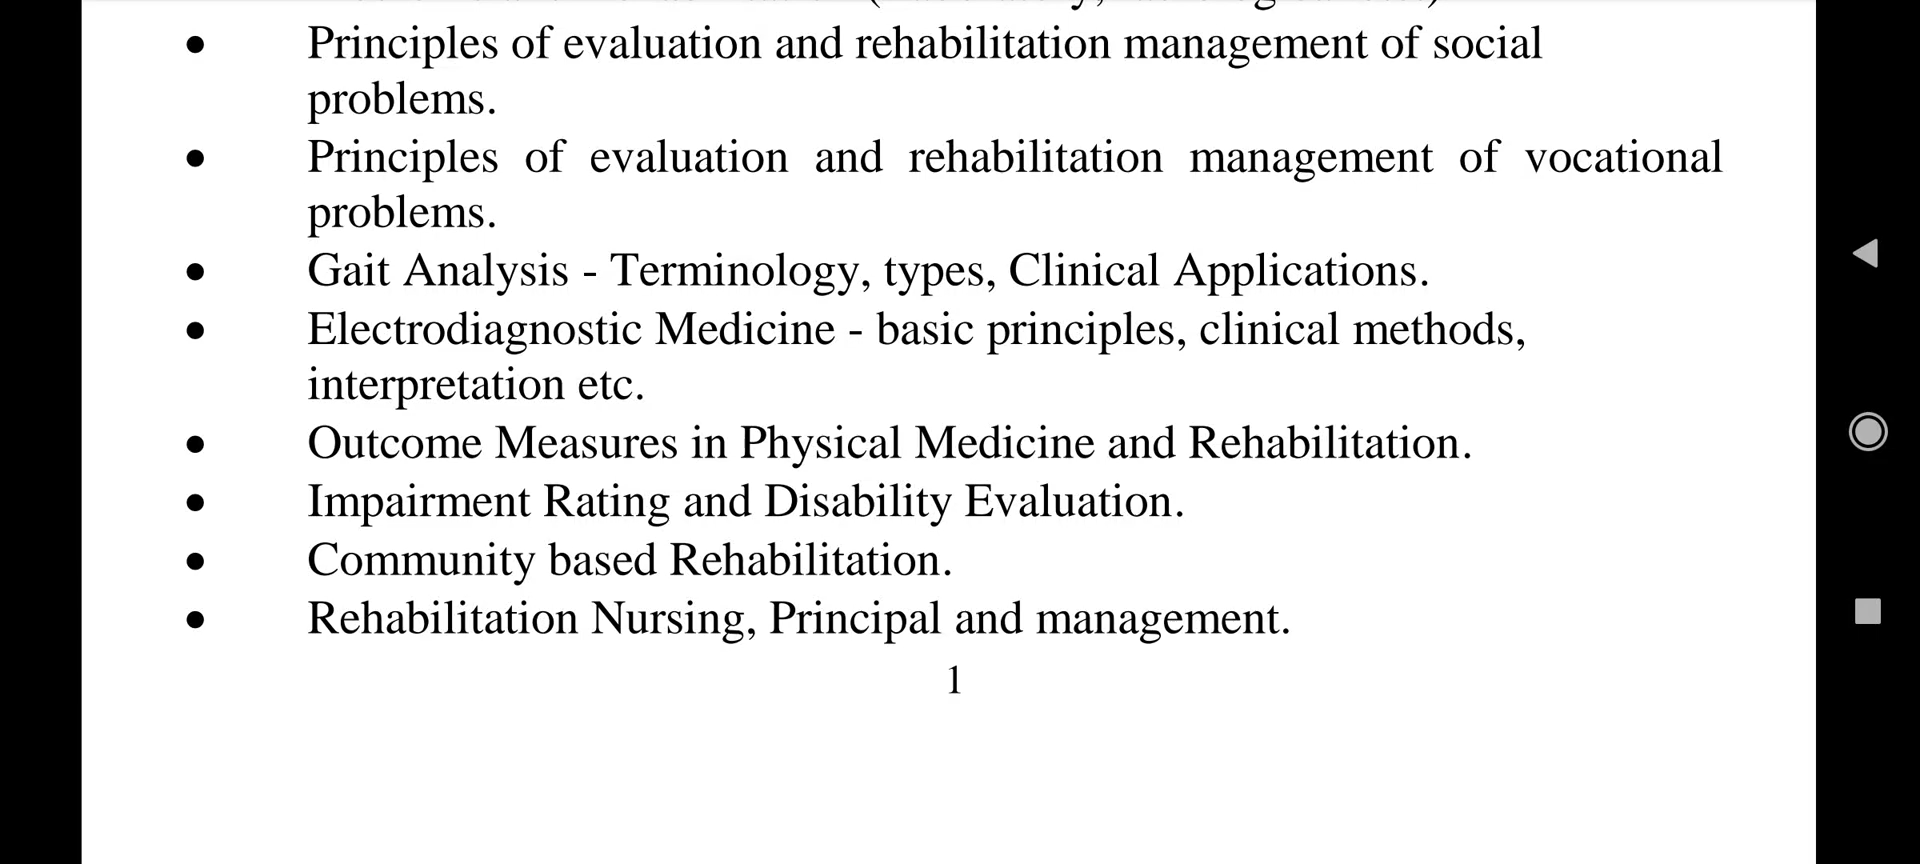 • Principles of evaluation and rehabilitation management of social
problems.
• Principles of evaluation and rehabilitation management of vocational
problems.
• Gait Analysis - Terminology, types, Clinical Applications.
• Electrodiagnostic Medicine - basic principles, clinical methods,
interpretation etc.
• Outcome Measures in Physical Medicine and Rehabilitation.
• Impairment Rating and Disability Evaluation.
• Community based Rehabilitation.
• Rehabilitation Nursing, Principal and management.
1